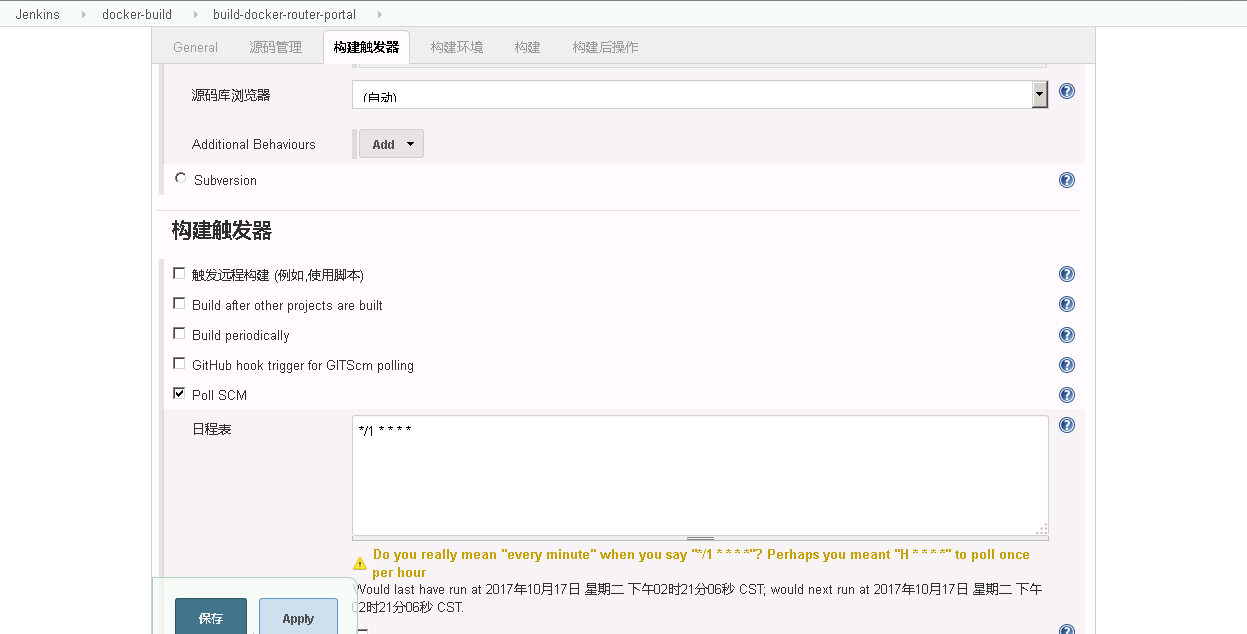 Jenkins docker-build build-docker-router-portal
General 源码管理 构建触发器 构建环境 构建 构建后操作
源码库浏览器 (自动)
Additional Behaviours Add
Subversion
构建触发器
触发远程构建 (例如,使用脚本)
Build after other projects are built
Build periodically
GitHub hook trigger for GITScm polling
Poll SCM
日程表 */1 * * * *
Do you really mean "every minute" when you say "*/1 * * * *"? Perhaps you meant "H * * * *" to poll once
per hour
Would last have run at 2017年10月17日 星期二 下午02时21分06秒 CST; would next run at 2017年10月17日 星期二 下午
02时21分06秒 CST.
保存 Apply